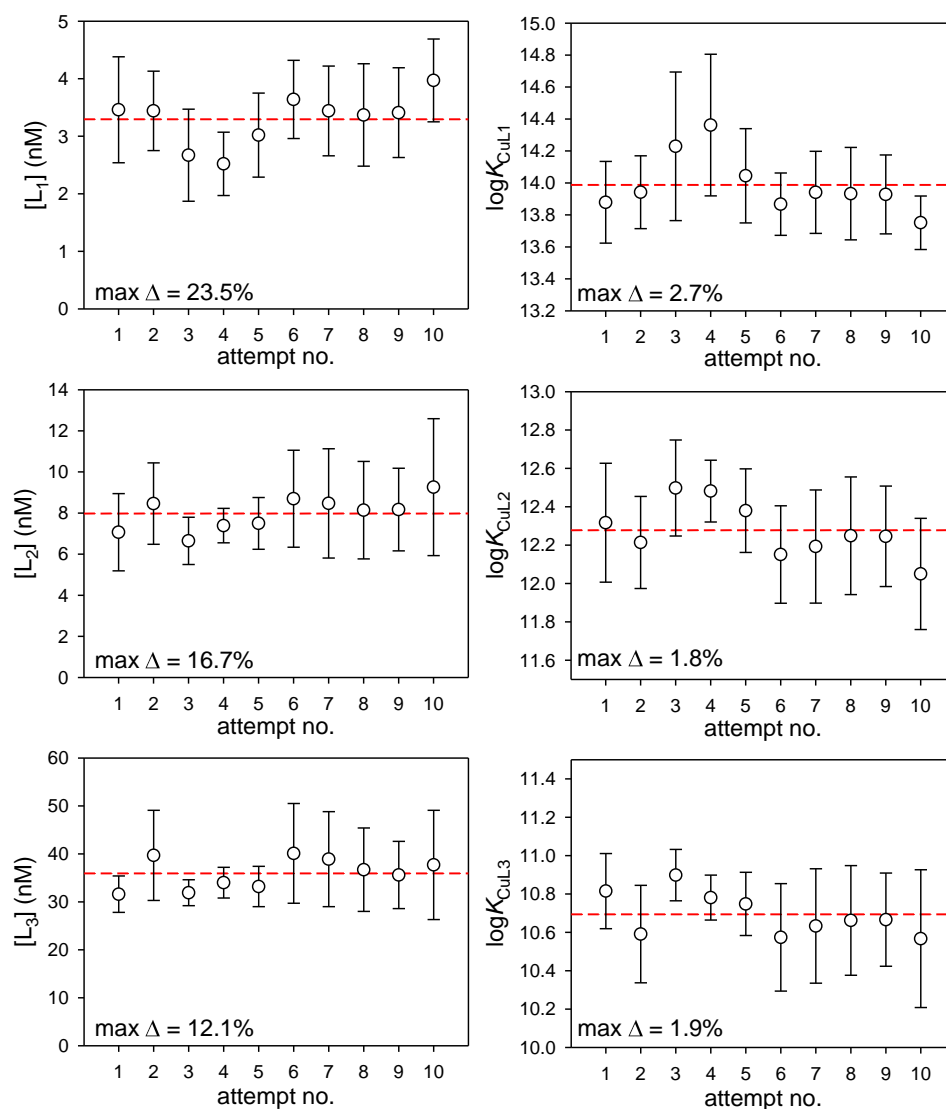 5
4
3
2
1
0
[L1] (nM)
max Δ = 23.5%
1 2 3 4 5 6 7 8 9 10
attempt no.
15.0
14.8
14.6
14.4
14.2
14.0
13.8
13.6
13.4
13.2
logKCuL1
max Δ = 2.7%
1 2 3 4 5 6 7 8 9 10
attempt no.
14
12
10
8
6
4
2
0
[L2] (nM)
max Δ = 16.7%
1 2 3 4 5 6 7 8 9 10
attempt no.
13.0
12.8
12.6
12.4
12.2
12.0
11.8
11.6
logKCuL2
max Δ = 1.8%
1 2 3 4 5 6 7 8 9 10
attempt no.
60
50
40
30
20
10
0
[L3] (nM)
max Δ = 12.1%
1 2 3 4 5 6 7 8 9 10
attempt no.
11.4
11.2
11.0
10.8
10.6
10.4
10.2
10.0
logKCuL3
max Δ = 1.9%
1 2 3 4 5 6 7 8 9 10
attempt no.